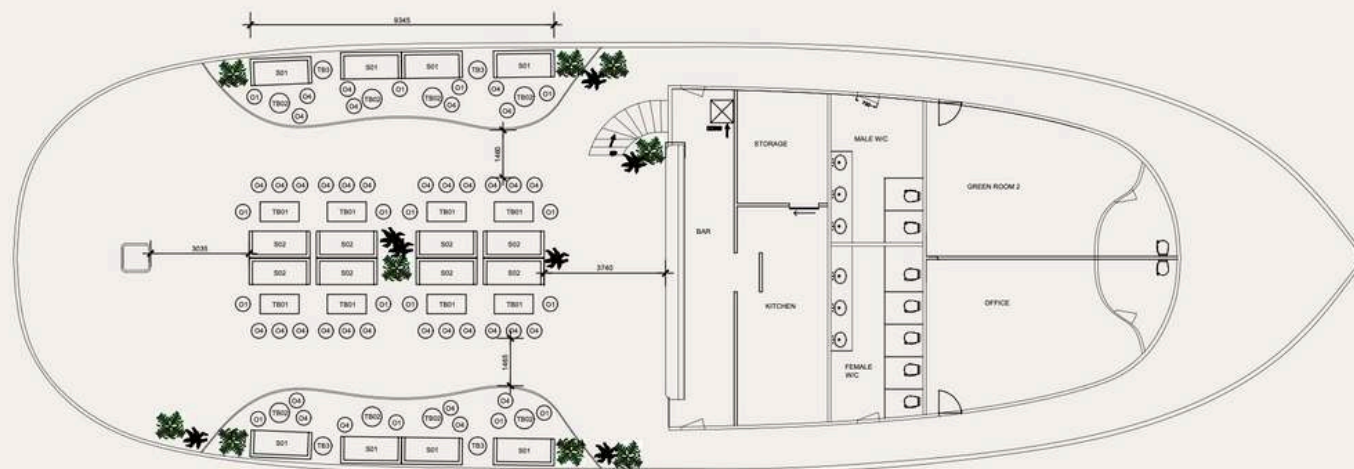 9345
S01 TB3 S01 S01 TB3 S01
O4 O1 O1 O4
O1 TB02 O4 O4 TB02 TB02 O4 TB02 O1
O4 O4
1460
STORAGE
MALE W/C
O4 O4 O4 O4 O4 O4 O4 O4 O4 O4 O4 O4
GREEN ROOM 2
O1 TB01 TB01 O1 O1 TB01 TB01 O1
BAR
S02 S02 S02 S02
3035
3740
S02 S02 S02 S02
O1 TB01 TB01 O1 O1 TB01 TB01 O1
KITCHEN
OFFICE
O4 O4 O4 O4 O4 O4 O4 O4 O4 O4 O4 O4
1465
FEMALE
W/C
O4 O4 O4
O1 TB02 O4 O4 TB02 O1 TB02 O4 O1 TB02 O1
S01 TB3 S01 S01 TB3 S01